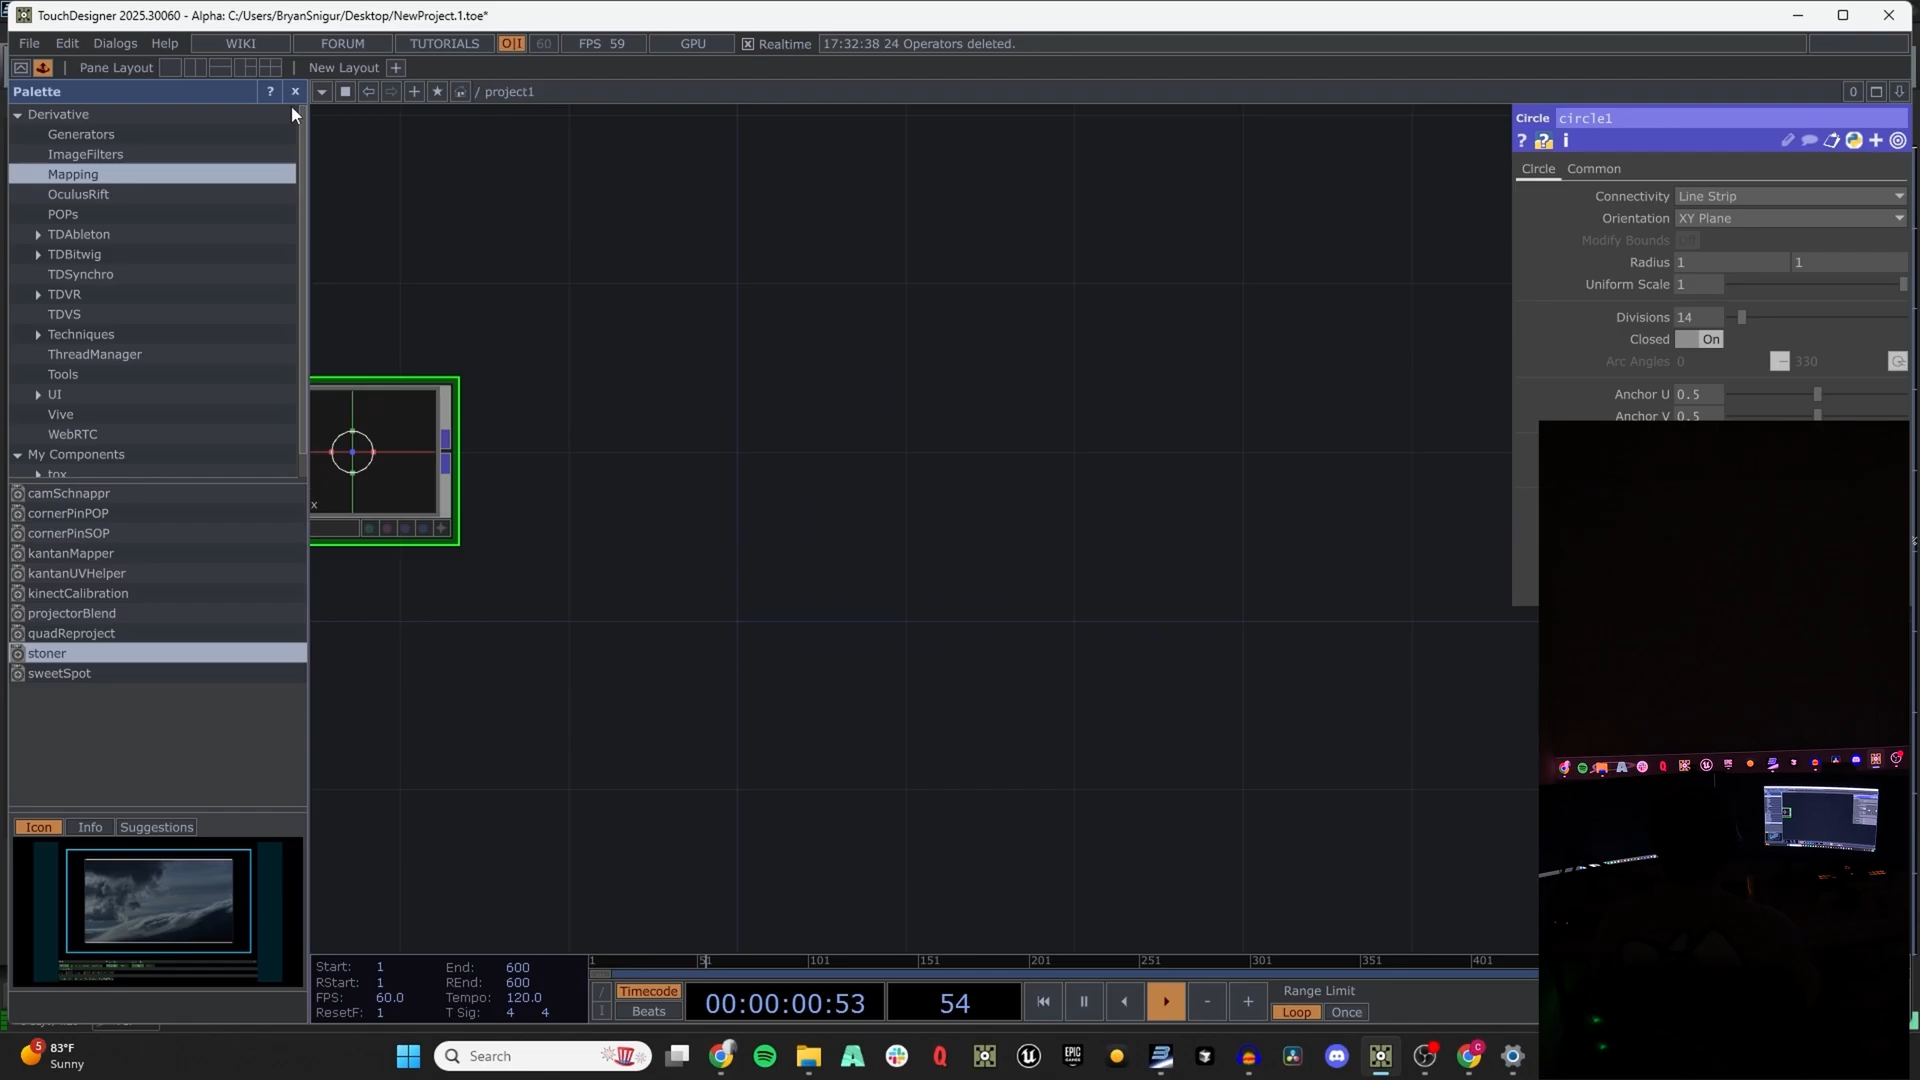 TouchDesigner 2025.30060 - Alpha: C:/Users/BryanSnigur/Desktop/NewProject.1.toe*
File Edit Dialogs Help WIKI FORUM TUTORIALS O|I 60 FPS 59 GPU Realtime 17:32:38 24 Operators deleted.
Pane Layout New Layout +
Palette ? x / project1 0
Derivative
Generators
ImageFilters
Mapping
OculusRift
POPs
TDAbleton
TDBitwig
TDSynchro
TDVR
TDVS
Techniques
ThreadManager
Tools
UI
Vive
WebRTC
My Components
tox
camSchnappr
cornerPinPOP
cornerPinSOP
kantanMapper
kantanUVHelper
kinectCalibration
projectorBlend
quadReproject
stoner
sweetSpot
Icon Info Suggestions
x
Circle circle1
? i
Circle Common
Connectivity Line Strip
Orientation XY Plane
Modify Bounds Off
Radius 1 1
Uniform Scale 1
Divisions 14
Closed On
Arc Angles 0 330
Anchor U 0.5
Anchor V 0.5
Start: 1 End: 600
RStart: 1 REnd: 600
FPS: 60.0 Tempo: 120.0
ResetF: 1 T Sig: 4 4
1 51 101 151 201 251 301 351 401
Timecode
Beats
00:00:00:53 54
Range Limit
Loop Once
5 83°F
Sunny
Search